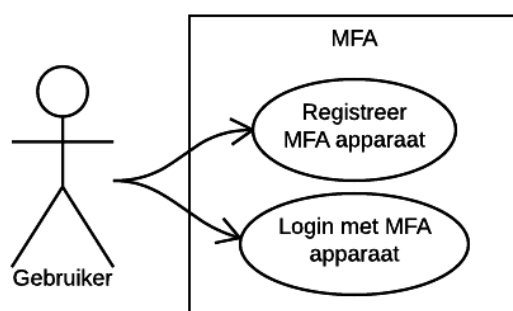 MFA
Registreer
MFA apparaat
Login met MFA
apparaat
Gebruiker